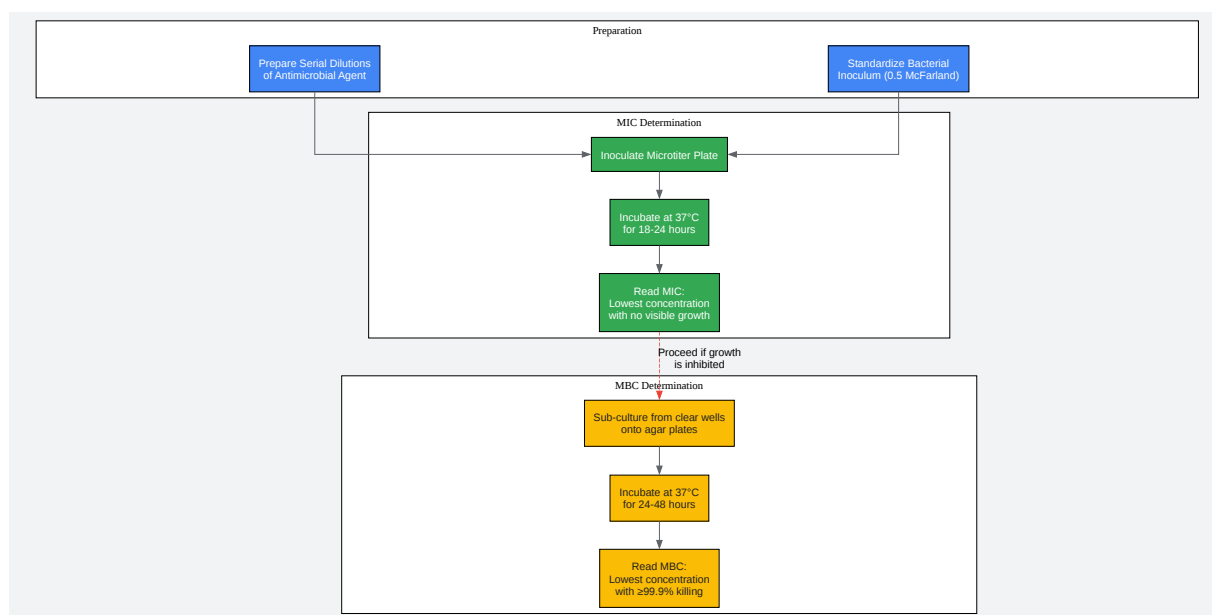 Preparation
Prepare Serial Dilutions
of Antimicrobial Agent
Standardize Bacterial
Inoculum (0.5 McFarland)
MIC Determination
Inoculate Microtiter Plate
Incubate at 37°C
for 18-24 hours
Read MIC:
Lowest concentration
with no visible growth
Proceed if growth
is inhibited
MBC Determination
Sub-culture from clear wells
onto agar plates
Incubate at 37°C
for 24-48 hours
Read MBC:
Lowest concentration
with ≥99.9% killing